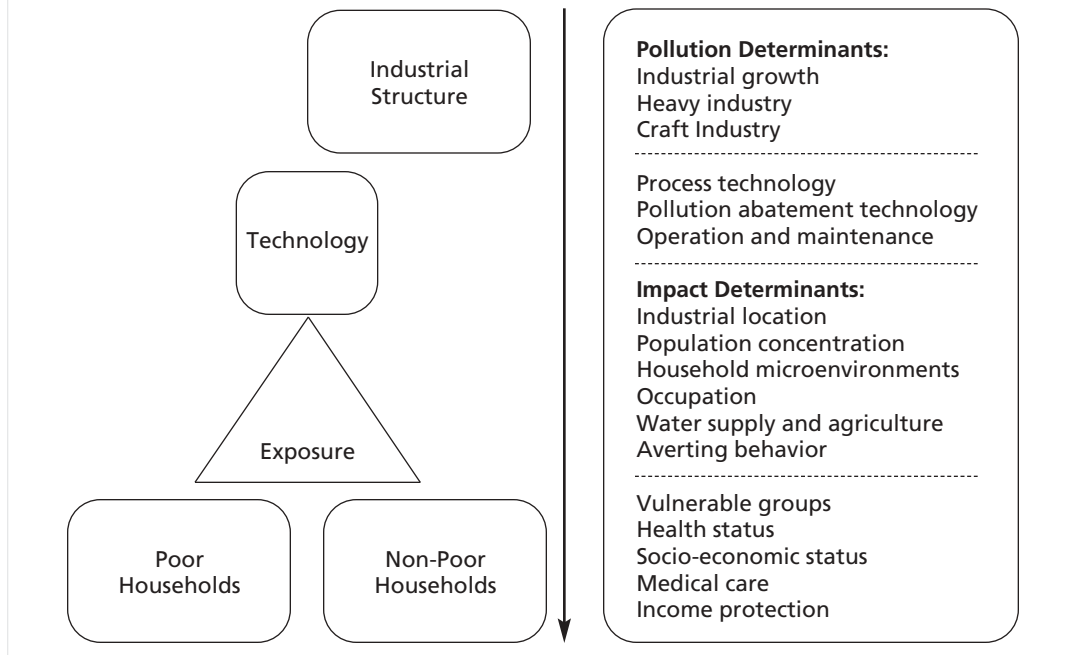 Industrial
Structure
Technology
Exposure
Poor
Households
Non-Poor
Households
Pollution Determinants:
Industrial growth
Heavy industry
Craft Industry
Process technology
Pollution abatement technology
Operation and maintenance
Impact Determinants:
Industrial location
Population concentration
Household microenvironments
Occupation
Water supply and agriculture
Averting behavior
Vulnerable groups
Health status
Socio-economic status
Medical care
Income protection